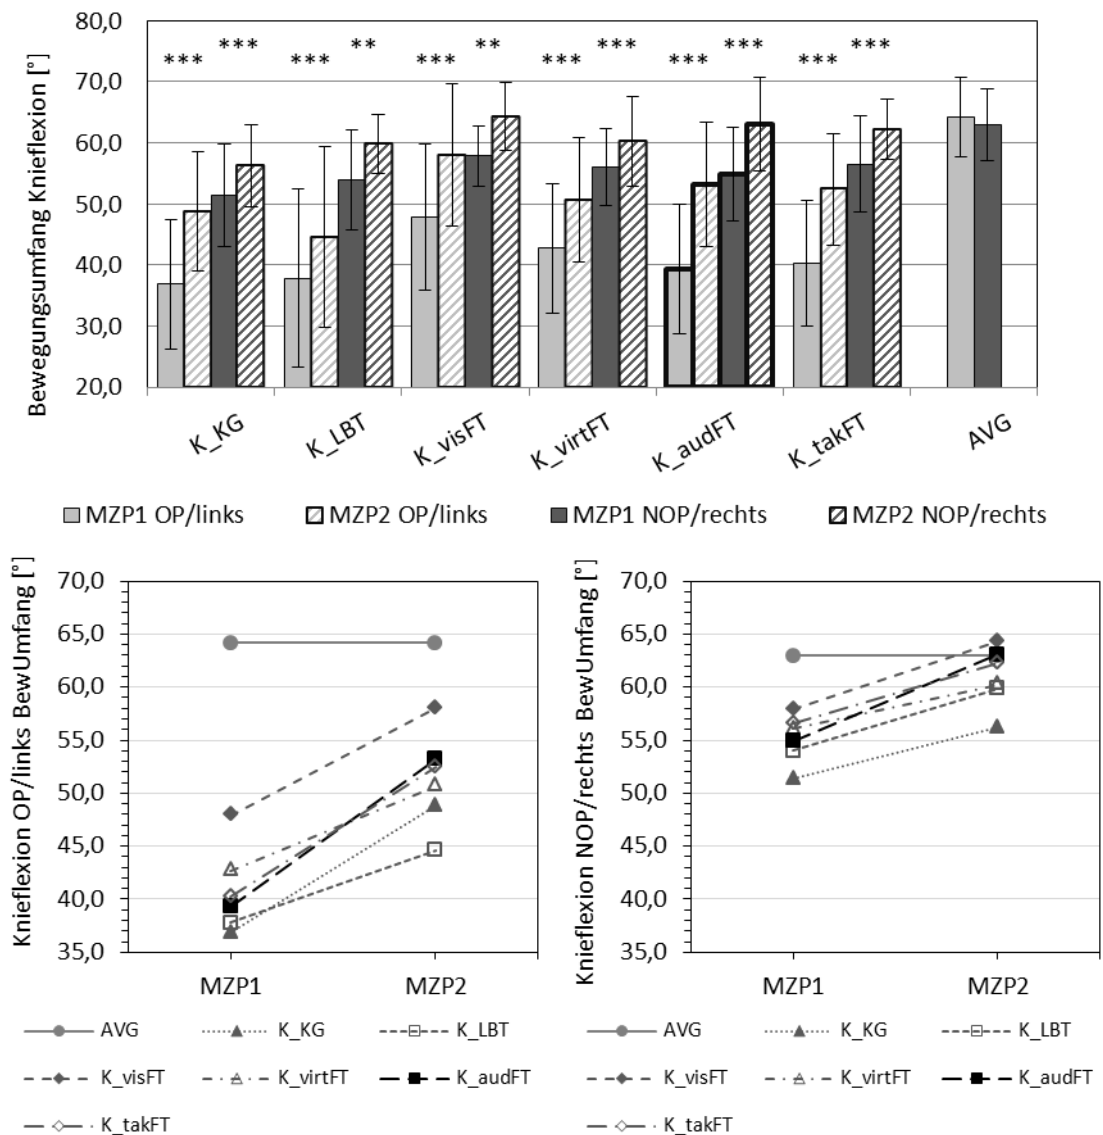 Bewegungsumfang Knieflexion [°]
80,0
70,0
60,0
50,0
40,0
30,0
20,0
*** *** *** ** *** ** *** *** *** *** *** ***
K_KG K_LBT K_visFT K_virtFT K_audFT K_takFT AVG
MZP1 OP/links MZP2 OP/links MZP1 NOP/rechts MZP2 NOP/rechts
Knieflexion OP/links BewUmfang [°]
70,0
65,0
60,0
55,0
50,0
45,0
40,0
35,0
MZP1 MZP2
AVG K_KG K_LBT
K_visFT K_virtFT K_audFT
K_takFT
Knieflexion NOP/rechts BewUmfang [°]
70,0
65,0
60,0
55,0
50,0
45,0
40,0
35,0
MZP1 MZP2
AVG K_KG K_LBT
K_visFT K_virtFT K_audFT
K_takFT